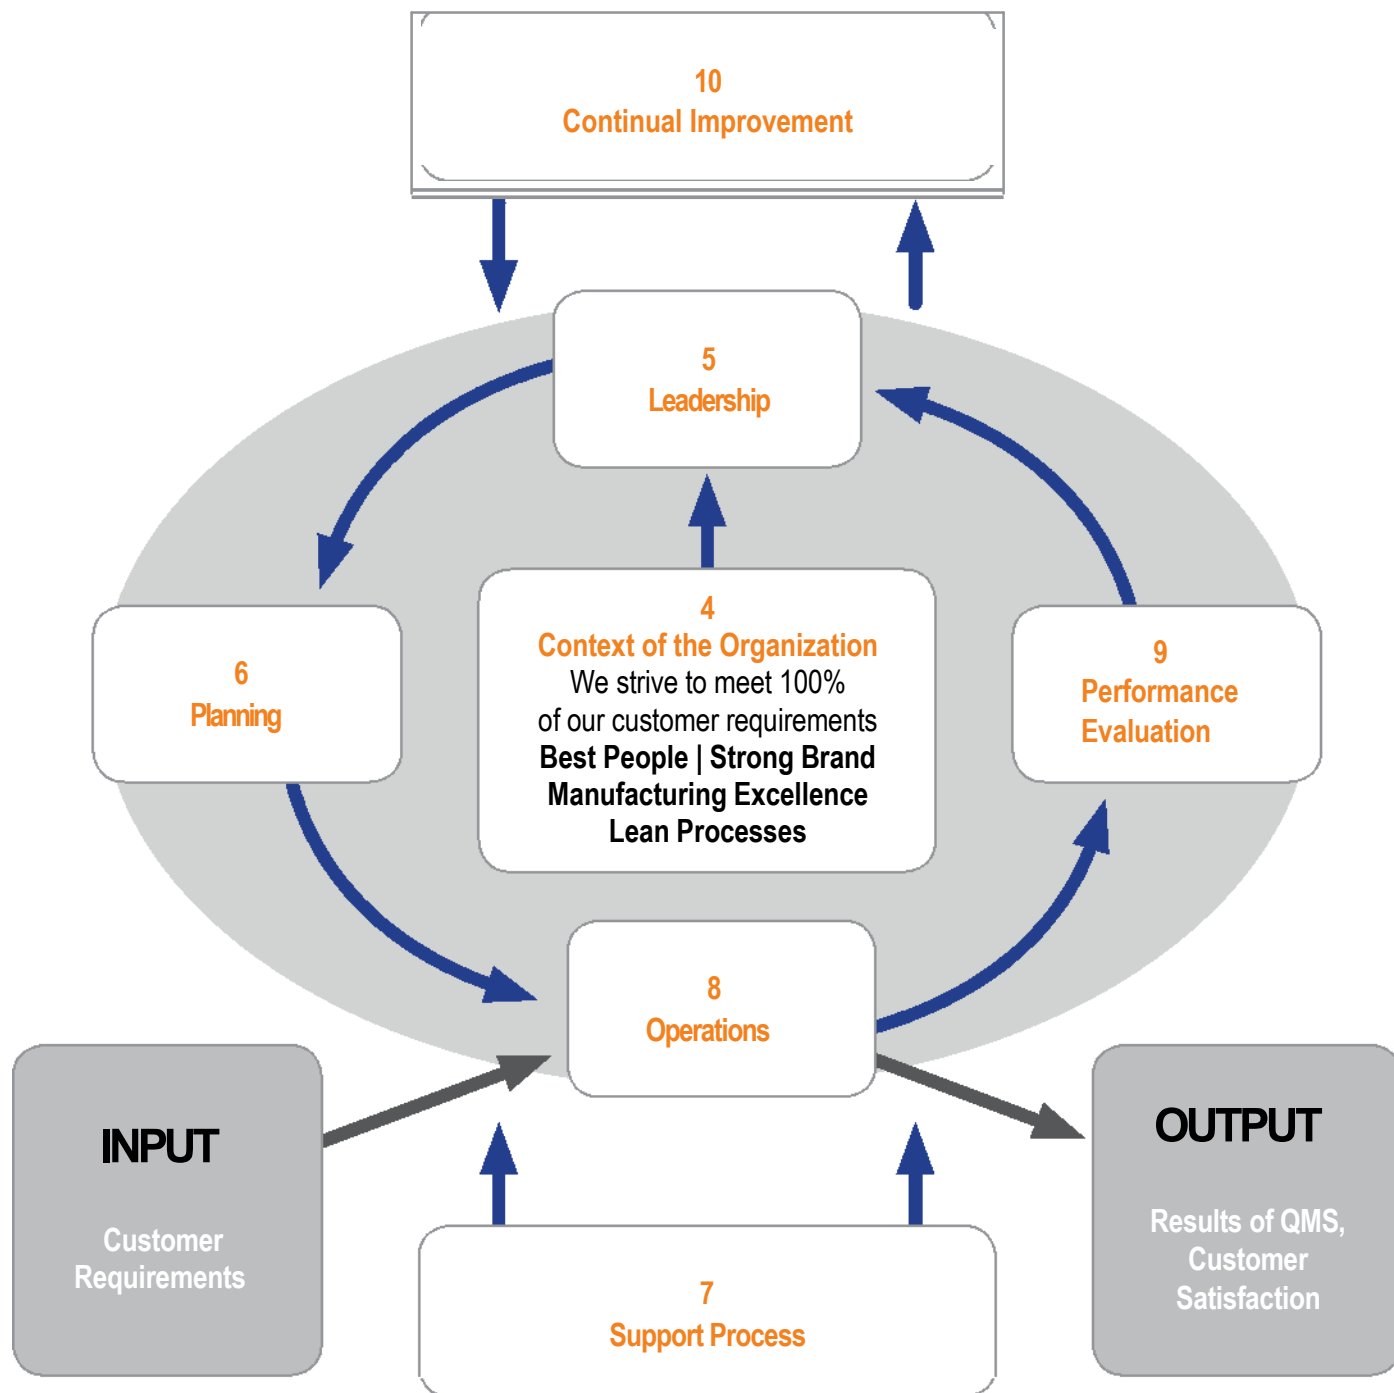 10
Continual Improvement
5
Leadership
4
Context of the Organization
We strive to meet 100%
of our customer requirements
Best People | Strong Brand
Manufacturing Excellence
Lean Processes
6
Planning
9
Performance
Evaluation
8
Operations
INPUT
Customer
Requirements
OUTPUT
Results of QMS,
Customer
Satisfaction
7
Support Process